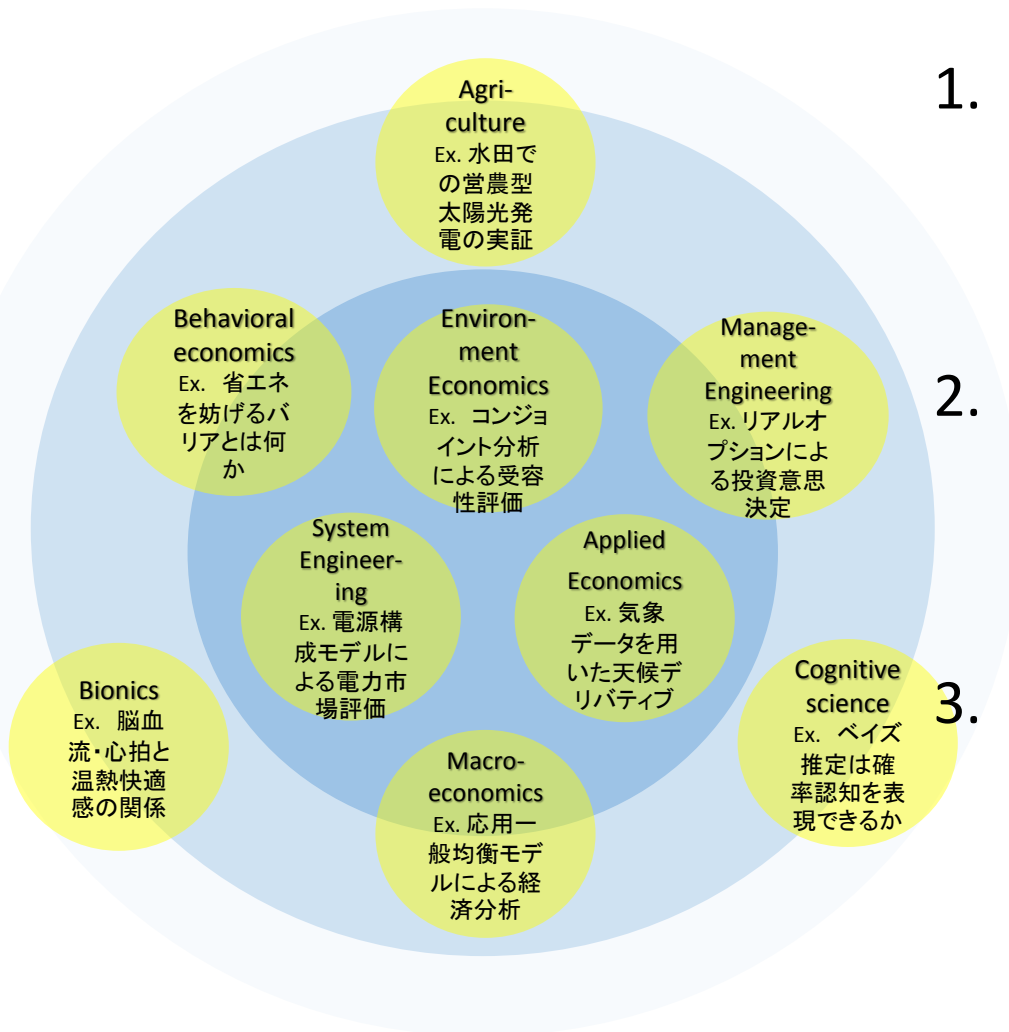 1.
Agri-
culture
Ex. 水田で
の営農型
太陽光発
電の実証
Behavioral
economics
Ex. 省エネ
を妨げるバ
リアとは何
か
Environ-
ment
Economics
Ex. コンジョ
イント分析
による受容
性評価
Manage-
ment
Engineering
Ex. リアルオ
プションによ
る投資意思
決定
2.
System
Engineer-
ing
Ex. 電源構
成モデルに
よる電力市
場評価
Applied
Economics
Ex. 気象
データを用
いた天候デ
リバティブ
Bionics
Ex. 脳血
流・心拍と
温熱快適
感の関係
Macro-
economics
Ex. 応用一
般均衡モデ
ルによる経
済分析
Cognitive
science
Ex. ベイズ
推定は確
率認知を表
現できるか
3.